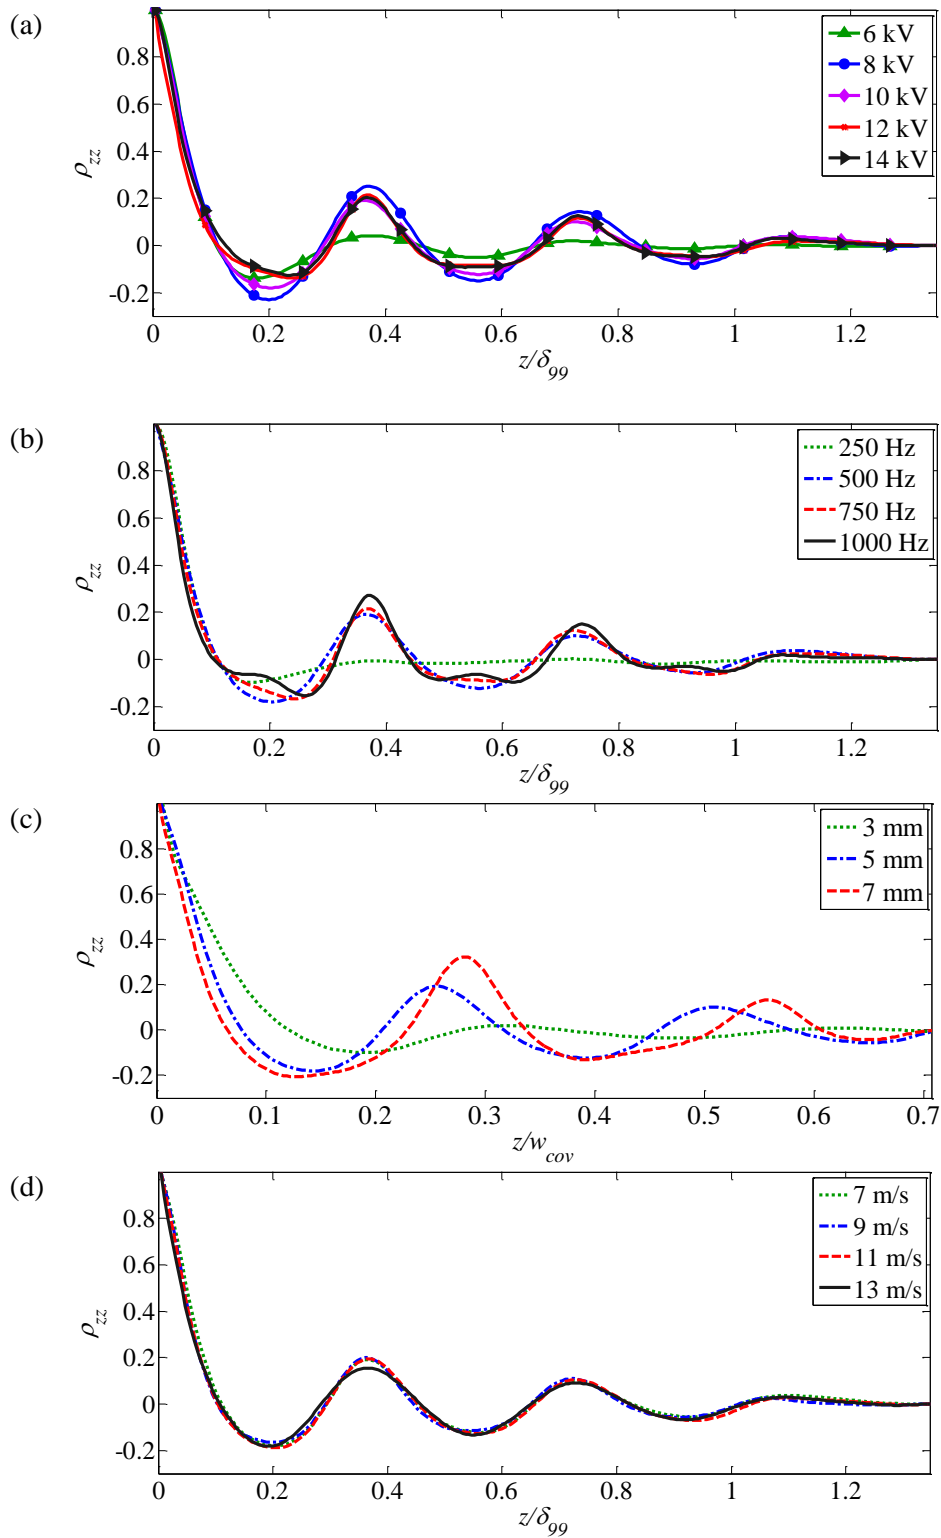 (a)
0.8
0.6
0.4
0.2
0
-0.2
ρzz
6 kV
8 kV
10 kV
12 kV
14 kV
0 0.2 0.4 0.6 0.8 1 1.2
z/δ99
(b)
0.8
0.6
0.4
0.2
0
-0.2
ρzz
250 Hz
500 Hz
750 Hz
1000 Hz
0 0.2 0.4 0.6 0.8 1 1.2
z/δ99
(c)
0.8
0.6
0.4
0.2
0
-0.2
ρzz
3 mm
5 mm
7 mm
0 0.1 0.2 0.3 0.4 0.5 0.6 0.7
z/wcov
(d)
0.8
0.6
0.4
0.2
0
-0.2
ρzz
7 m/s
9 m/s
11 m/s
13 m/s
0 0.2 0.4 0.6 0.8 1 1.2
z/δ99